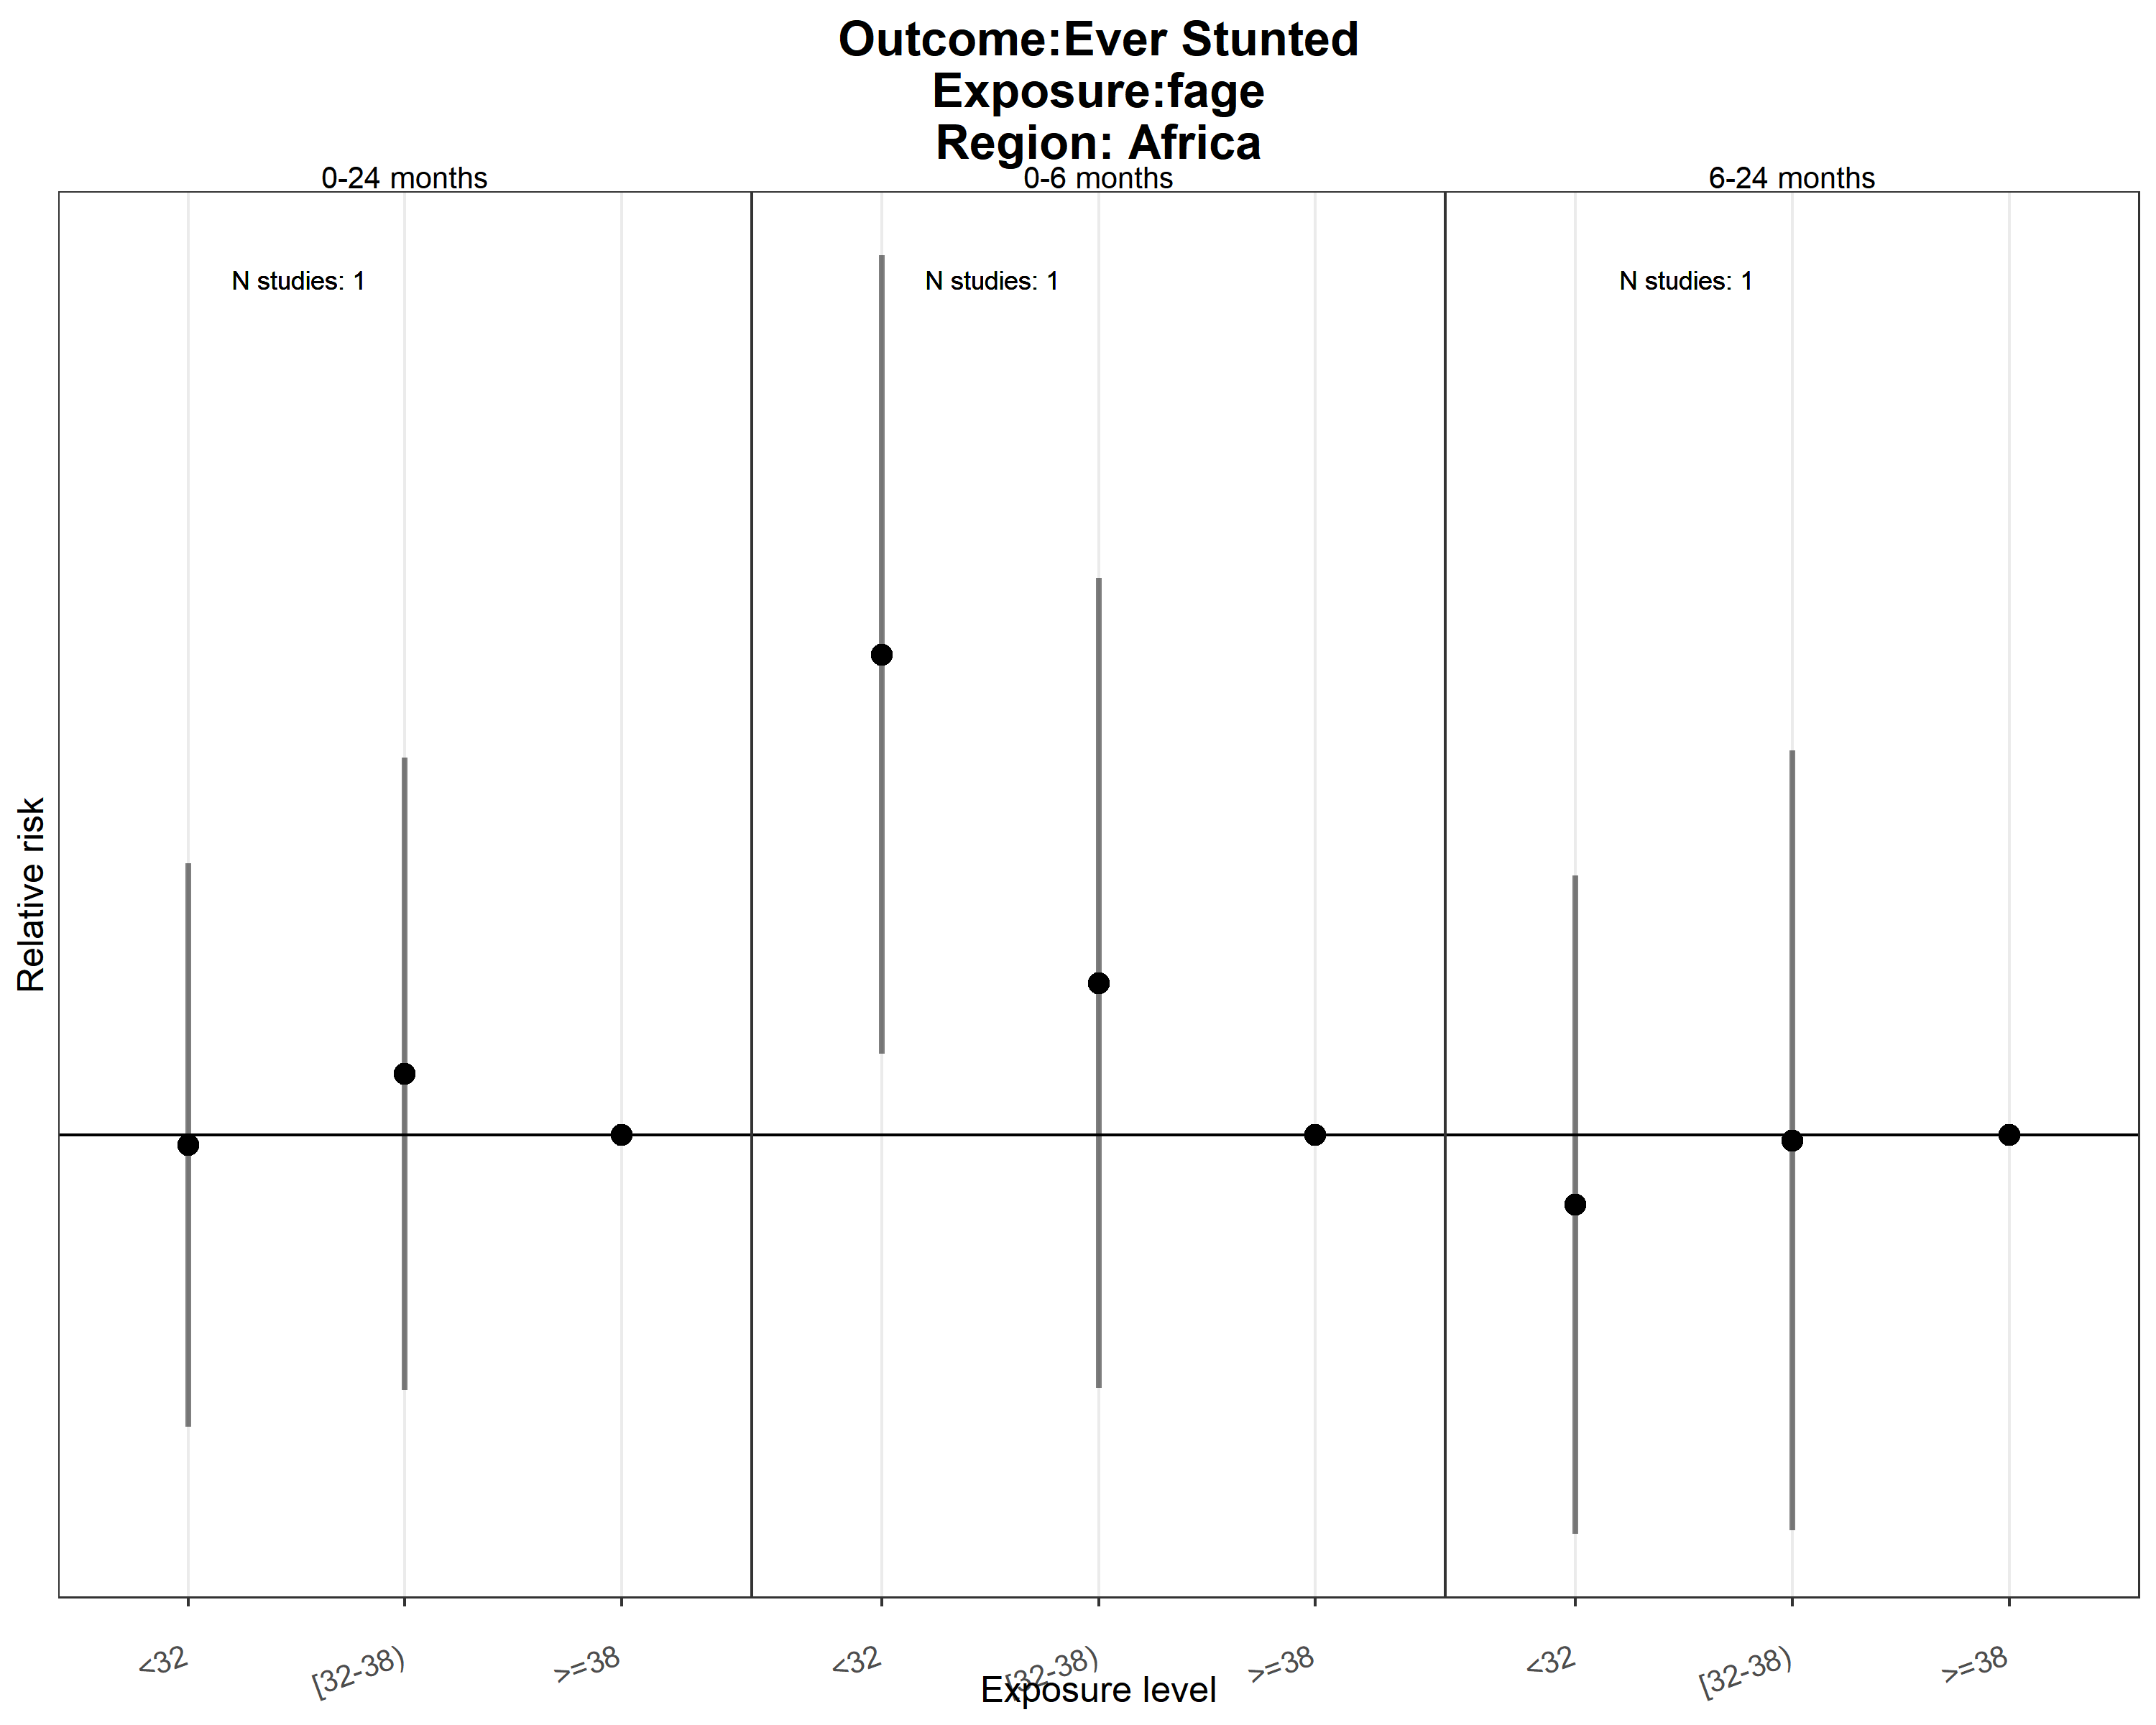 Outcome:Ever Stunted
Exposure:fage
Region: Africa
0-24 months
0-6 months
6-24 months
N studies: 1
N studies: 1
N studies: 1
Relative risk
<32
[32-38)
>=38
<32
[32-38)
>=38
<32
[32-38)
>=38
Exposure level